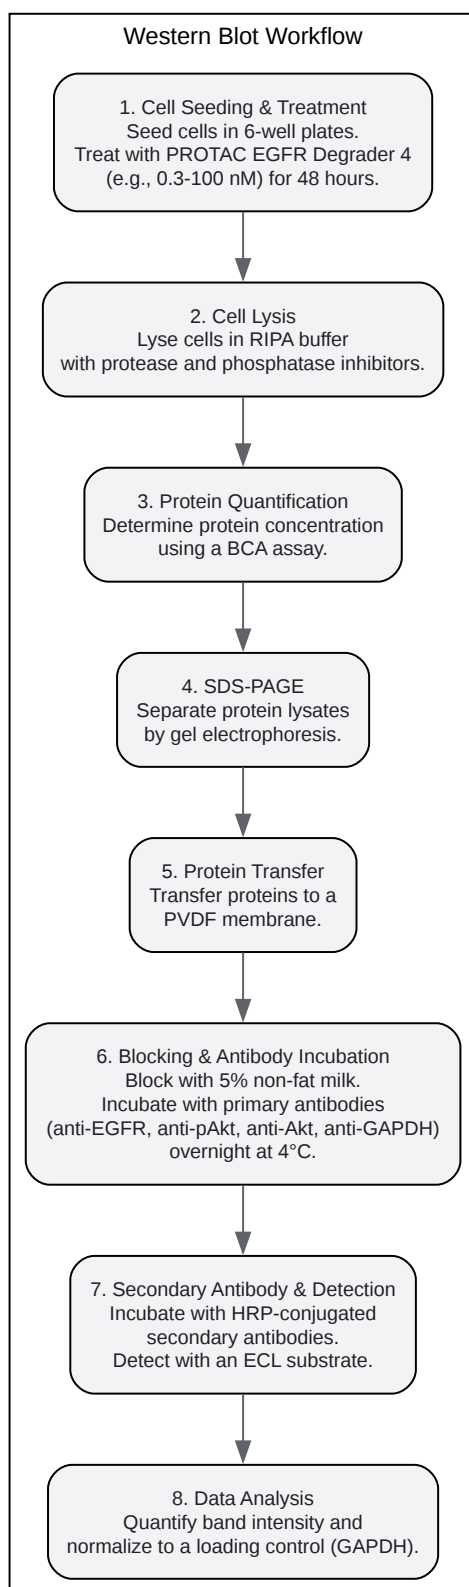 Western Blot Workflow
1. Cell Seeding & Treatment
Seed cells in 6-well plates.
Treat with PROTAC EGFR Degrader 4
(e.g., 0.3-100 nM) for 48 hours.
2. Cell Lysis
Lyse cells in RIPA buffer
with protease and phosphatase inhibitors.
3. Protein Quantification
Determine protein concentration
using a BCA assay.
4. SDS-PAGE
Separate protein lysates
by gel electrophoresis.
5. Protein Transfer
Transfer proteins to a
PVDF membrane.
6. Blocking & Antibody Incubation
Block with 5% non-fat milk.
Incubate with primary antibodies
(anti-EGFR, anti-pAkt, anti-Akt, anti-GAPDH)
overnight at 4°C.
7. Secondary Antibody & Detection
Incubate with HRP-conjugated
secondary antibodies.
Detect with an ECL substrate.
8. Data Analysis
Quantify band intensity and
normalize to a loading control (GAPDH).